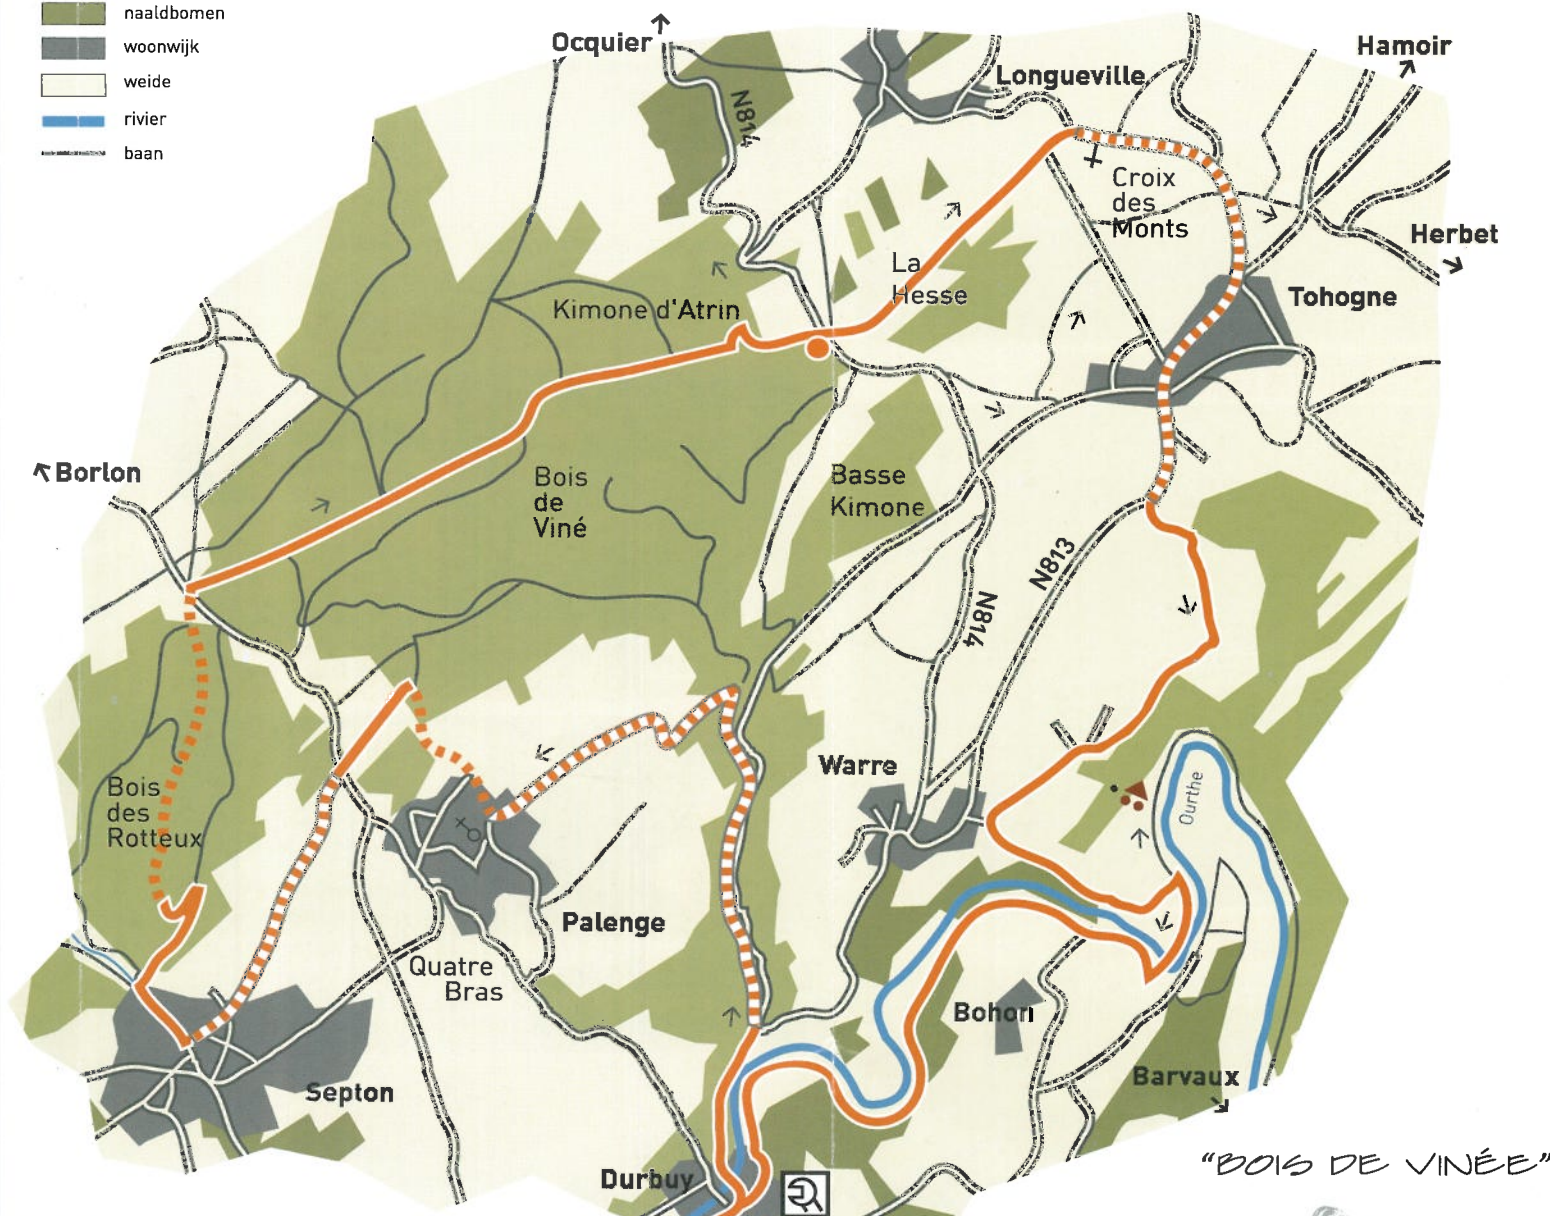 naaldbomen
woonwijk
weide
rivier
baan
Ocquier
N814
Longueville
Hamoir
Croix
des
Monts
Herbet
La
Hesse
Tohogne
Kimone d'Atrin
Borlon
Bois
de
Viné
Basse
Kimone
N813
N814
Warre
Ourthe
Bois
des
Rotteux
Palenge
Quatre
Bras
Bohon
Septon
Barvaux
Durbuy
"BOIS DE VINÉE"